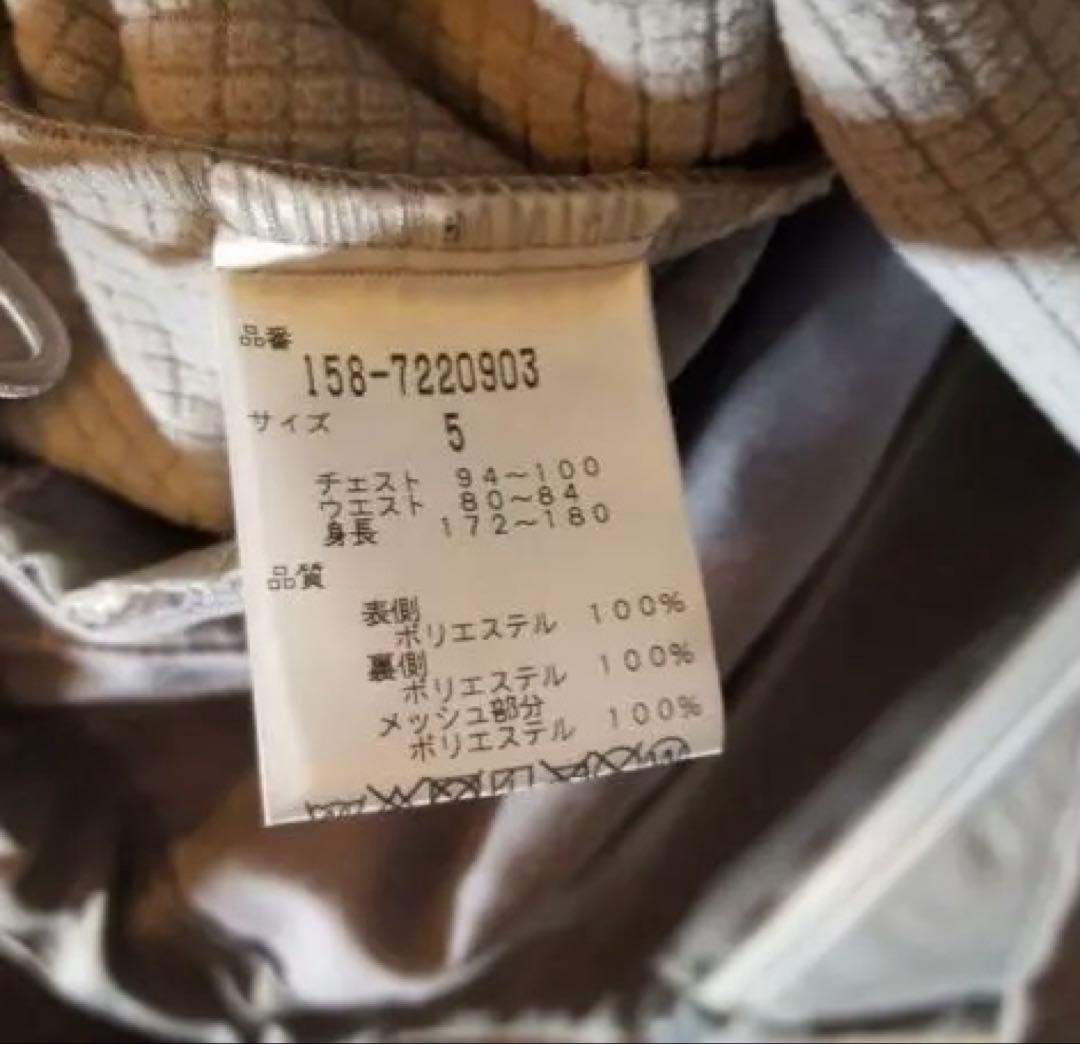 品番
158-7220903
サイズ 5
チェスト 94～100
ウエスト 80～84
身長 172～180
品質
表側
ポリエステル 100%
裏側
ポリエステル 100%
メッシュ部分
ポリエステル 100%